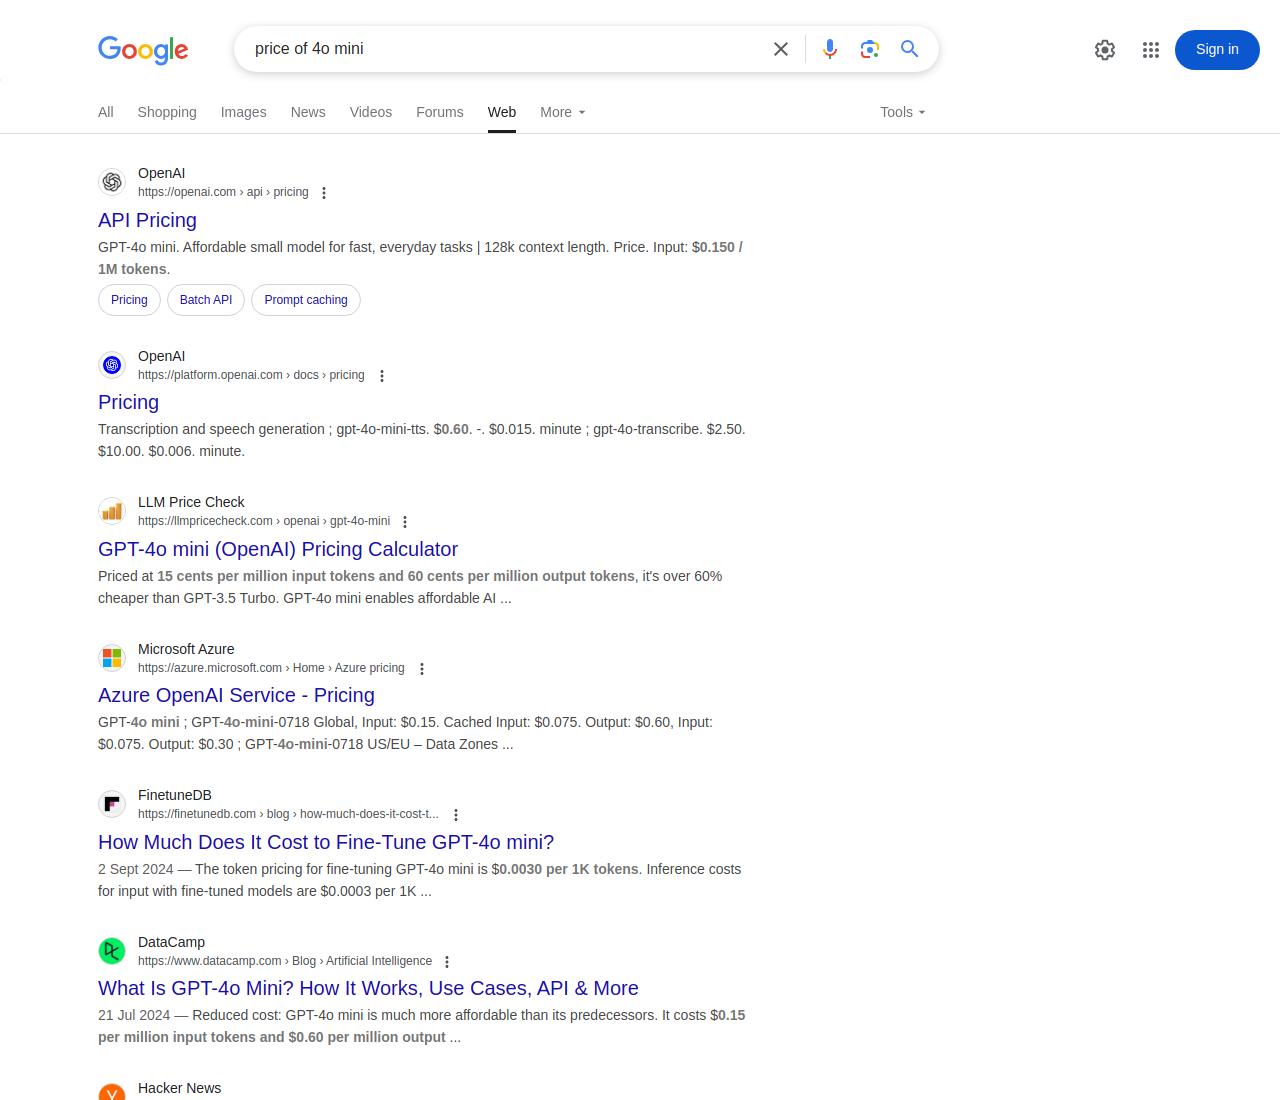 Google
price of 4o mini
Sign in
All Shopping Images News Videos Forums Web More Tools
OpenAI
https://openai.com › api › pricing
API Pricing
GPT-4o mini. Affordable small model for fast, everyday tasks | 128k context length. Price. Input: $0.150 /
1M tokens.
Pricing Batch API Prompt caching
OpenAI
https://platform.openai.com › docs › pricing
Pricing
Transcription and speech generation ; gpt-4o-mini-tts. $0.60. -. $0.015. minute ; gpt-4o-transcribe. $2.50.
$10.00. $0.006. minute.
LLM Price Check
https://llmpricecheck.com › openai › gpt-4o-mini
GPT-4o mini (OpenAI) Pricing Calculator
Priced at 15 cents per million input tokens and 60 cents per million output tokens, it's over 60%
cheaper than GPT-3.5 Turbo. GPT-4o mini enables affordable AI ...
Microsoft Azure
https://azure.microsoft.com › Home › Azure pricing
Azure OpenAI Service - Pricing
GPT-4o mini ; GPT-4o-mini-0718 Global, Input: $0.15. Cached Input: $0.075. Output: $0.60, Input:
$0.075. Output: $0.30 ; GPT-4o-mini-0718 US/EU – Data Zones ...
FinetuneDB
https://finetunedb.com › blog › how-much-does-it-cost-t...
How Much Does It Cost to Fine-Tune GPT-4o mini?
2 Sept 2024 — The token pricing for fine-tuning GPT-4o mini is $0.0030 per 1K tokens. Inference costs
for input with fine-tuned models are $0.0003 per 1K ...
DataCamp
https://www.datacamp.com › Blog › Artificial Intelligence
What Is GPT-4o Mini? How It Works, Use Cases, API & More
21 Jul 2024 — Reduced cost: GPT-4o mini is much more affordable than its predecessors. It costs $0.15
per million input tokens and $0.60 per million output ...
Hacker News